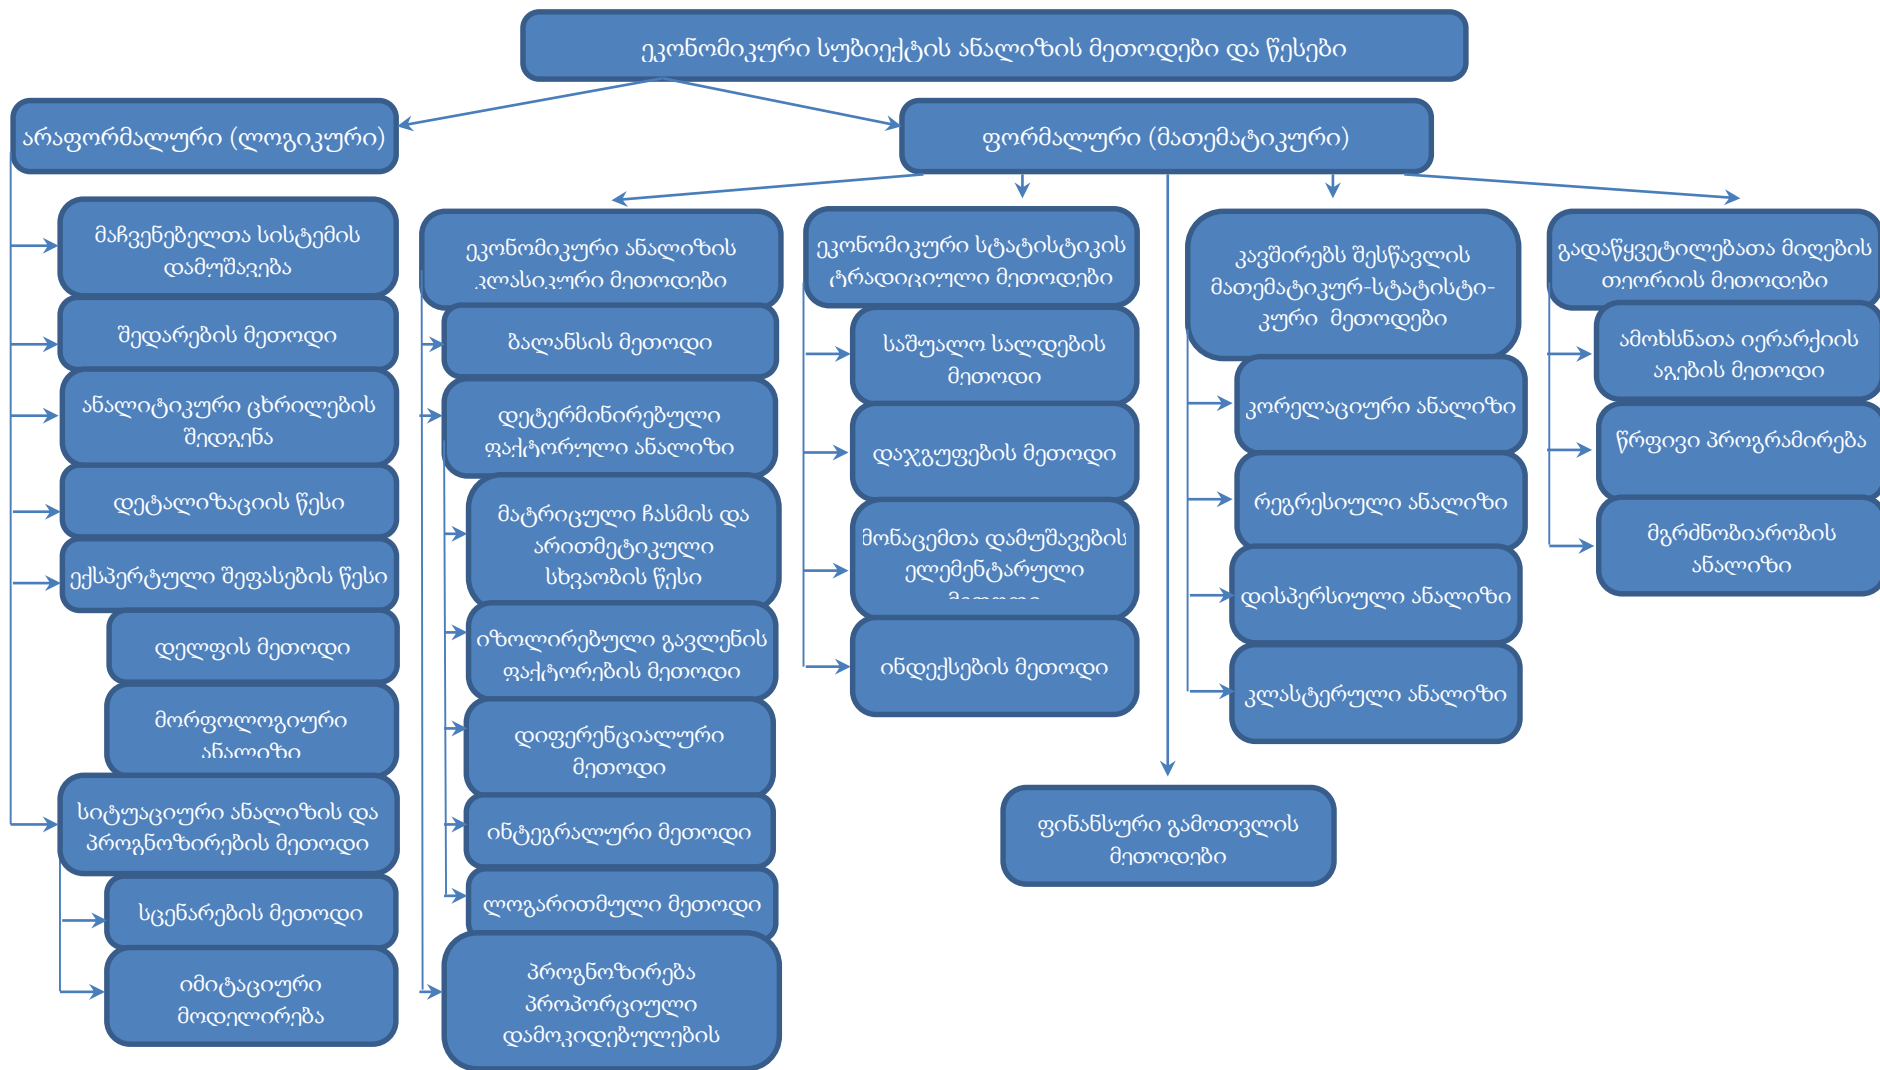 ეკონომიკური სუბიექტის ანალიზის მეთოდები და წესები
არაფორმალური (ლოგიკური)
ფორმალური (მათემატიკური)
მაჩვენებელთა სისტემის
დამუშავება
შედარების მეთოდი
ანალიტიკური ცხრილების
შედგენა
დეტალიზაციის წესი
ექსპერტული შეფასების წესი
დელფის მეთოდი
მორფოლოგიური
ანალიზი
სიტუაციური ანალიზის და
პროგნოზირების მეთოდი
სცენარების მეთოდი
იმიტაციური
მოდელირება
ეკონომიკური ანალიზის
კლასიკური მეთოდები
ბალანსის მეთოდი
დეტერმინირებული
ფაქტორული ანალიზი
მატრიცული ჩასმის და
არითმეტიკული
სხვაობის წესი
იზოლირებული გავლენის
ფაქტორების მეთოდი
დიფერენციალური
მეთოდი
ინტეგრალური მეთოდი
ლოგარითმული მეთოდი
პროგნოზირება
პროპორციული
დამოკიდებულების
ეკონომიკური სტატისტიკის
ტრადიციული მეთოდები
საშუალო სალდების
მეთოდი
დაჯგუფების მეთოდი
მონაცემთა დამუშავების
ელემენტარული
ინდექსების მეთოდი
კავშირებს შესწავლის
მათემატიკურ-სტატისტი-
კური მეთოდები
კორელაციური ანალიზი
რეგრესიული ანალიზი
დისპერსიული ანალიზი
კლასტერული ანალიზი
გადაწყვეტილებათა მიღების
თეორიის მეთოდები
ამოხსნათა იერარქიის
აგების მეთოდი
წრფივი პროგრამირება
მგრძნობიარობის
ანალიზი
ფინანსური გამოთვლის
მეთოდები